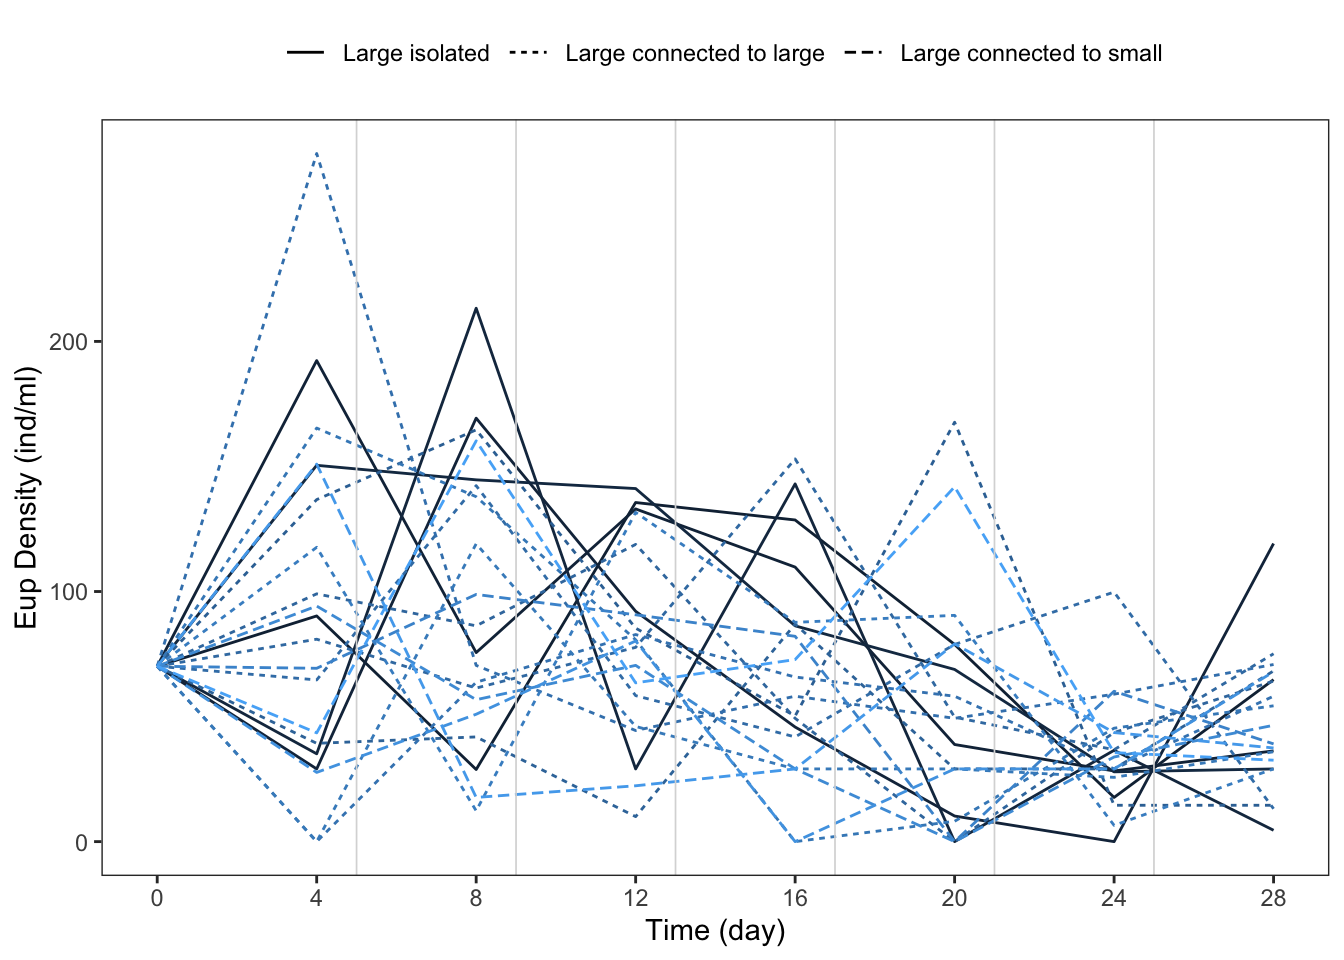 Large isolated Large connected to large Large connected to small
Eup Density (ind/ml)
200
100
0
0 4 8 12 16 20 24 28
Time (day)